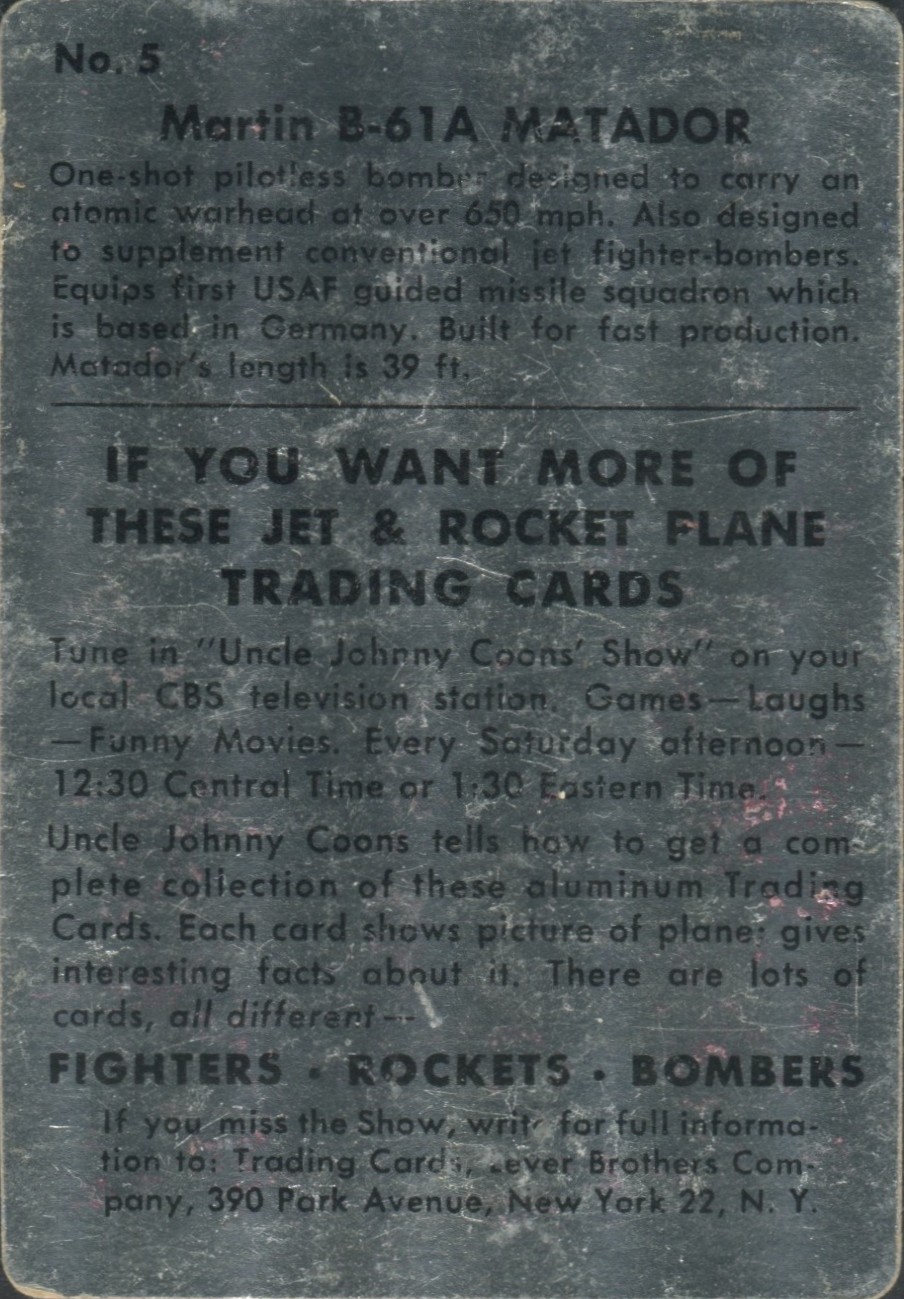 No. 5
Martin B-61A MATADOR
One-shot pilotless bomber designed to carry an
atomic warhead at over 650 mph. Also designed
to supplement conventional jet fighter-bombers.
Equips first USAF guided missile squadron which
is based in Germany. Built for fast production.
Matador's length is 39 ft.
IF YOU WANT MORE OF
THESE JET & ROCKET PLANE
TRADING CARDS
Tune in "Uncle Johnny Coons' Show" on your
local CBS television station. Games—Laughs
—Funny Movies. Every Saturday afternoon—
12:30 Central Time or 1:30 Eastern Time.
Uncle Johnny Coons tells how to get a com-
plete collection of these aluminum Trading
Cards. Each card shows picture of plane; gives
interesting facts about it. There are lots of
cards, all different—
FIGHTERS • ROCKETS • BOMBERS
If you miss the Show, write for full informa-
tion to: Trading Cards, Lever Brothers Com-
pany, 390 Park Avenue, New York 22, N. Y.